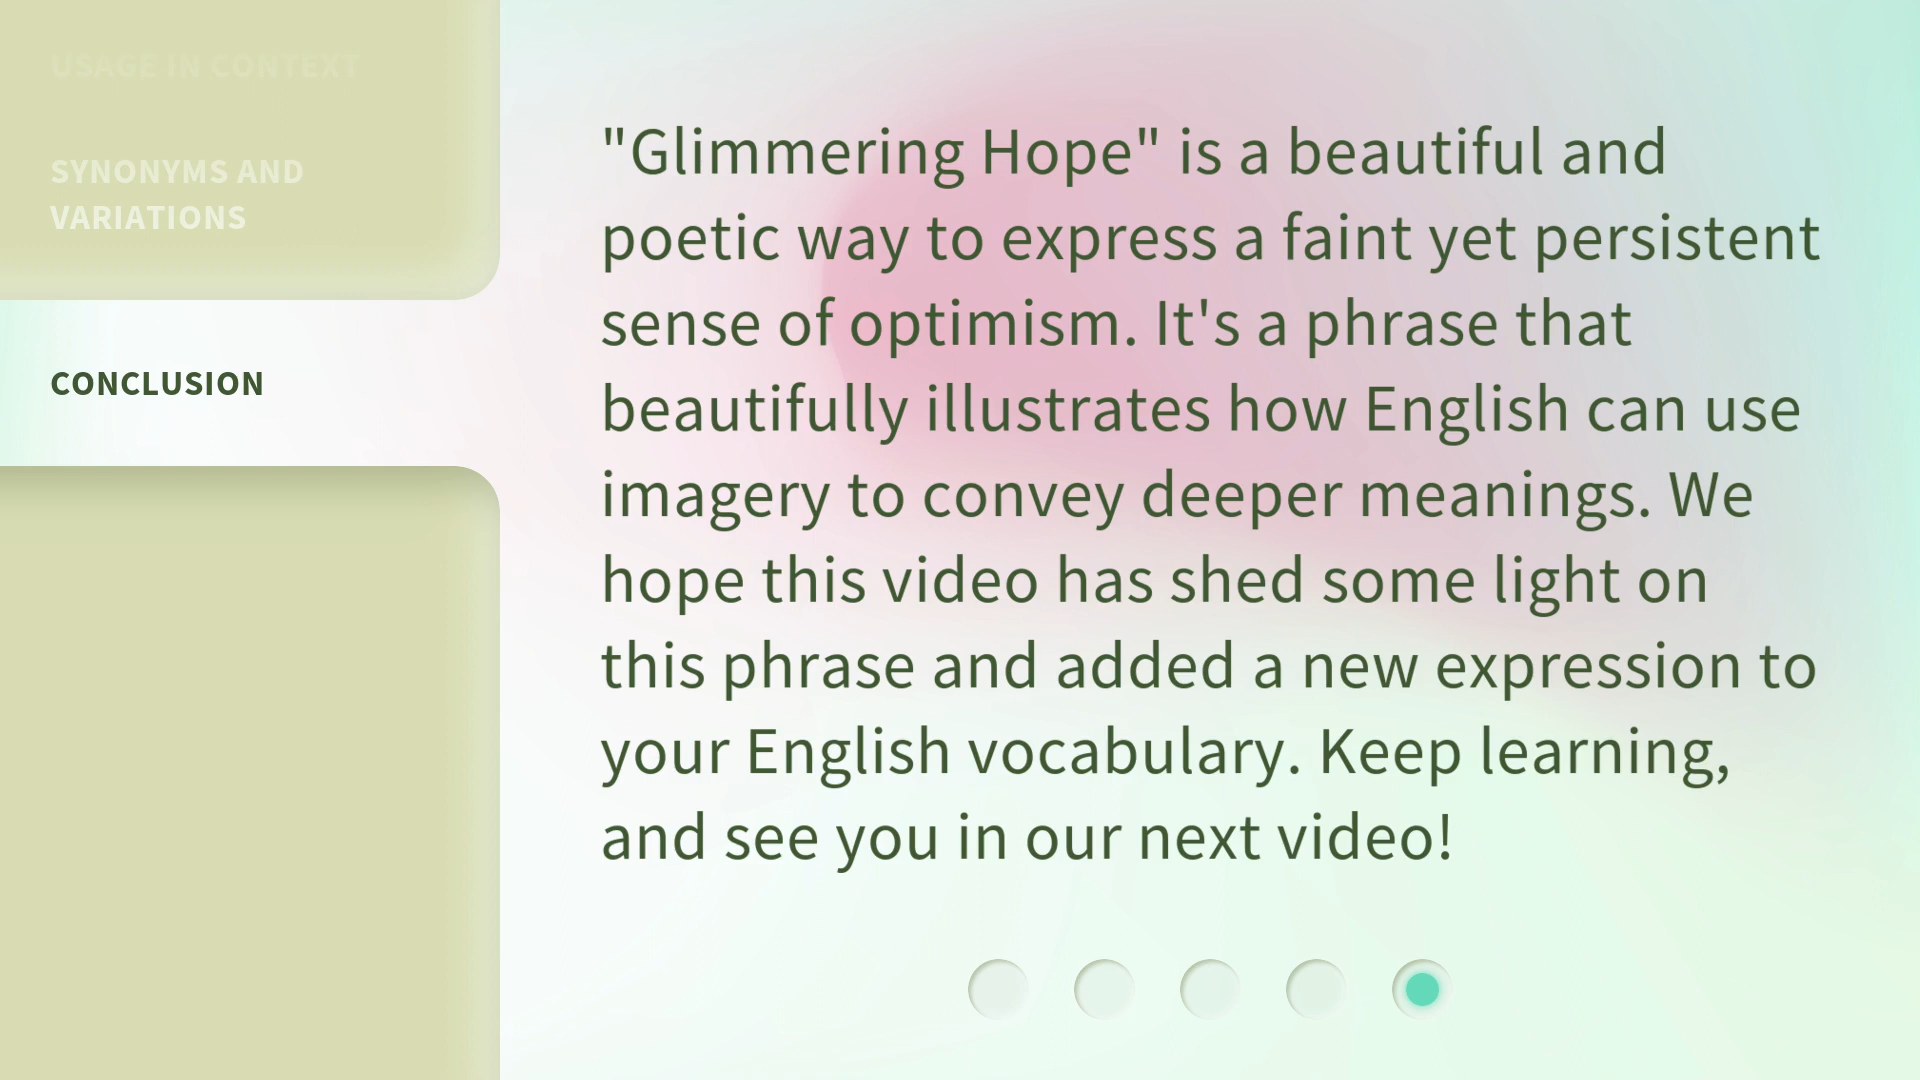 USAGE IN CONTEXT
SYNONYMS AND
VARIATIONS
CONCLUSION
"Glimmering Hope" is a beautiful and
poetic way to express a faint yet persistent
sense of optimism. It's a phrase that
beautifully illustrates how English can use
imagery to convey deeper meanings. We
hope this video has shed some light on
this phrase and added a new expression to
your English vocabulary. Keep learning,
and see you in our next video!